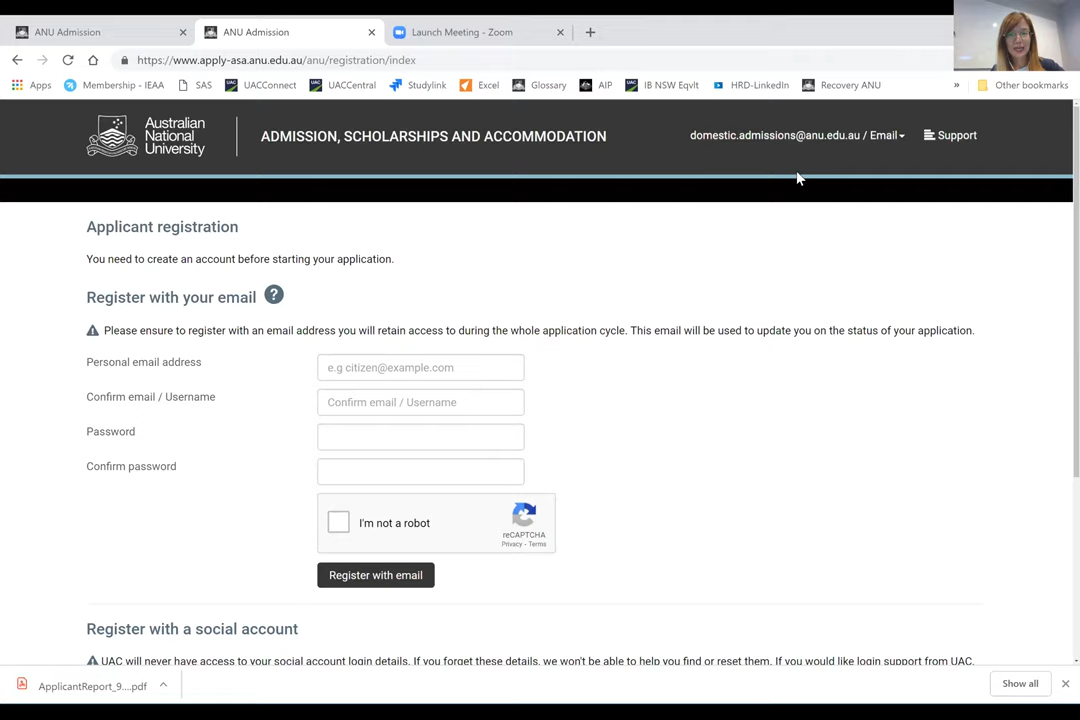 ANU Admission
ANU Admission
Launch Meeting - Zoom
https://www.apply-asa.anu.edu.au/anu/registration/index
Apps Membership - IEAA SAS UACConnect UACCentral Studylink Excel Glossary AIP IB NSW Eqvlt HRD-LinkedIn Recovery ANU » Other bookmarks
Australian
National
University
ADMISSION, SCHOLARSHIPS AND ACCOMMODATION
domestic.admissions@anu.edu.au / Email
Support
Applicant registration
You need to create an account before starting your application.
Register with your email ?
Please ensure to register with an email address you will retain access to during the whole application cycle. This email will be used to update you on the status of your application.
Personal email address
e.g citizen@example.com
Confirm email / Username
Confirm email / Username
Password
Confirm password
I'm not a robot
reCAPTCHA
Privacy - Terms
Register with email
Register with a social account
UAC will never have access to your social account login details. If you forget these details, we won't be able to help you find or reset them. If you would like login support from UAC,
ApplicantReport_9....pdf
Show all